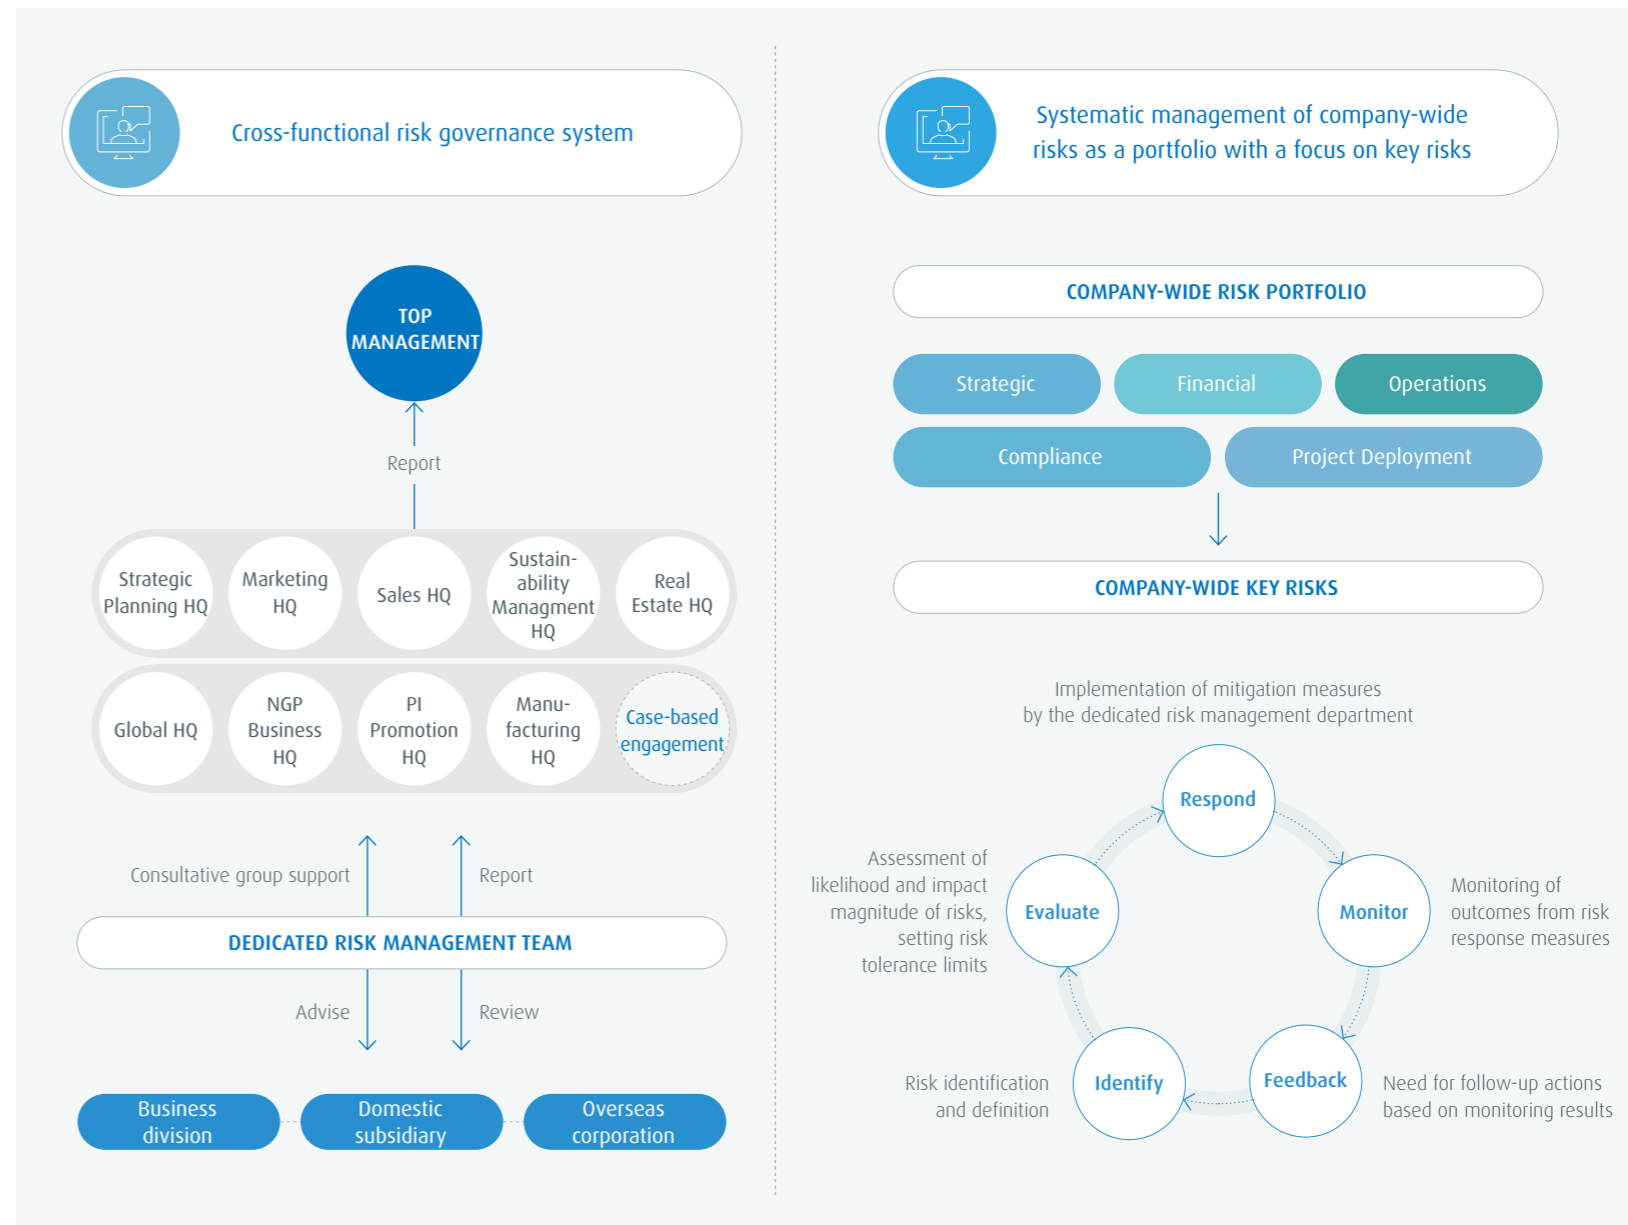 Cross-functional risk governance system
TOP
MANAGEMENT
Report
Strategic
Planning HQ
Marketing
HQ
Sales HQ
Sustain-
ability
Managment
HQ
Real
Estate HQ
Global HQ
NGP
Business
HQ
PI
Promotion
HQ
Manu-
facturing
HQ
Case-based
engagement
Consultative group support
Report
DEDICATED RISK MANAGEMENT TEAM
Advise
Review
Business
division
Domestic
subsidiary
Overseas
corporation
Systematic management of company-wide
risks as a portfolio with a focus on key risks
COMPANY-WIDE RISK PORTFOLIO
Strategic
Financial
Operations
Compliance
Project Deployment
COMPANY-WIDE KEY RISKS
Implementation of mitigation measures
by the dedicated risk management department
Respond
Assessment of
likelihood and impact
magnitude of risks,
setting risk
tolerance limits
Evaluate
Monitor
Monitoring of
outcomes from risk
response measures
Risk identification
and definition
Identify
Feedback
Need for follow-up actions
based on monitoring results